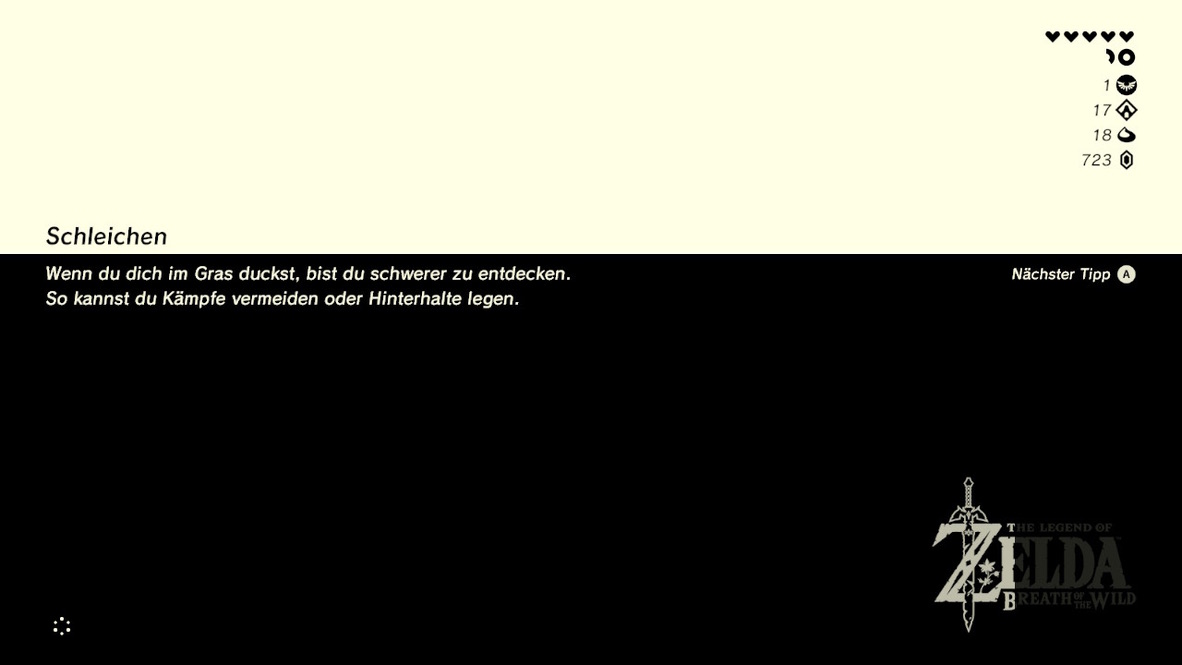 1
17
18
723
Schleichen
Wenn du dich im Gras duckst, bist du schwerer zu entdecken.
So kannst du Kämpfe vermeiden oder Hinterhalte legen.
Nächster Tipp A
THE LEGEND OF
ZELDA
BREATH OF THE WILD